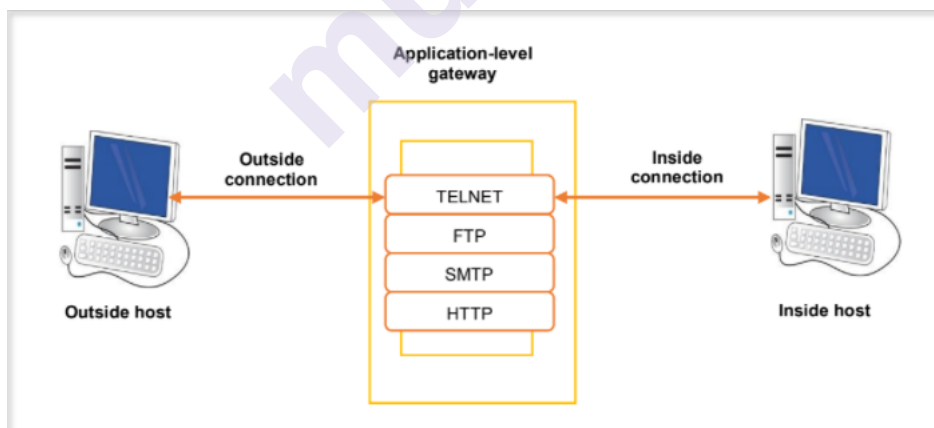 Application-level
gateway
Outside
connection
Inside
connection
TELNET
FTP
SMTP
HTTP
Outside host
Inside host